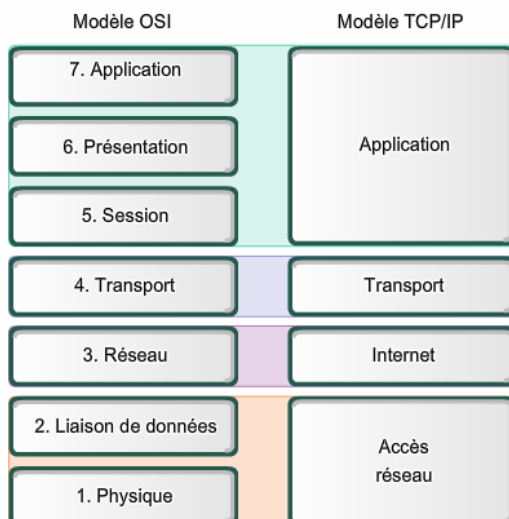 Modèle OSI
Modèle TCP/IP
7. Application
6. Présentation
5. Session
Application
4. Transport
Transport
3. Réseau
Internet
2. Liaison de données
1. Physique
Accès
réseau